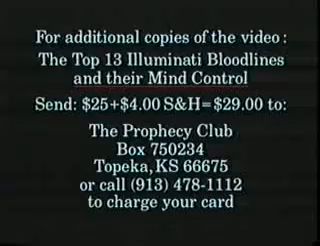 For additional copies of the video:
The Top 13 Illuminati Bloodlines
and their Mind Control
Send: $25+$4.00 S&H=$29.00 to:
The Prophecy Club
Box 750234
Topeka, KS 66675
or call (913) 478-1112
to charge your card